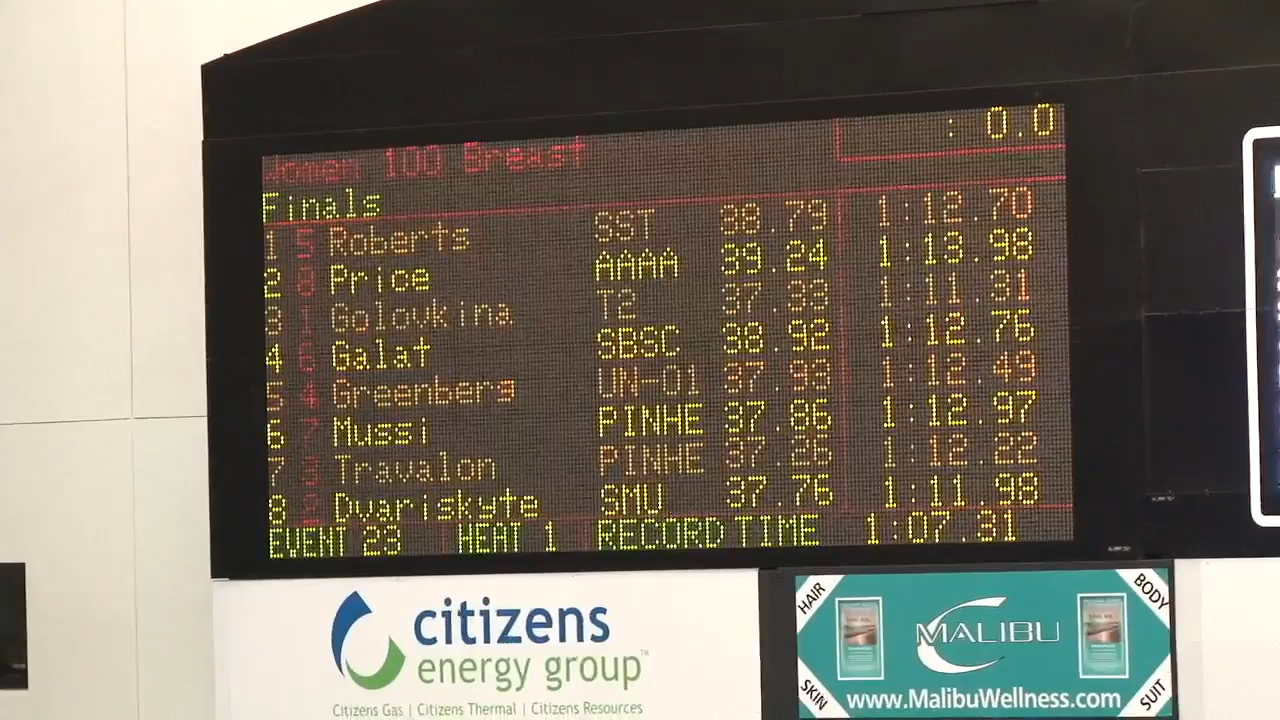 : 0.0
Women 100 Breast
Finals
1 5 Roberts SST 38.79 1:12.70
2 8 Price AAAA 39.24 1:13.98
3 1 Golovkina T2 37.33 1:11.31
4 6 Galat SBSC 38.92 1:12.76
5 4 Greenberg UN-01 37.93 1:12.49
6 7 Mussi PINHE 37.86 1:12.97
7 3 Travalon PINHE 37.26 1:12.22
8 2 Dvariskyte SMU 37.76 1:11.98
EVENT 23 HEAT 1 RECORD TIME 1:07.31
citizens
energy group™
Citizens Gas | Citizens Thermal | Citizens Resources
HAIR
BODY
MALIBU
SKIN
SUIT
www.MalibuWellness.com